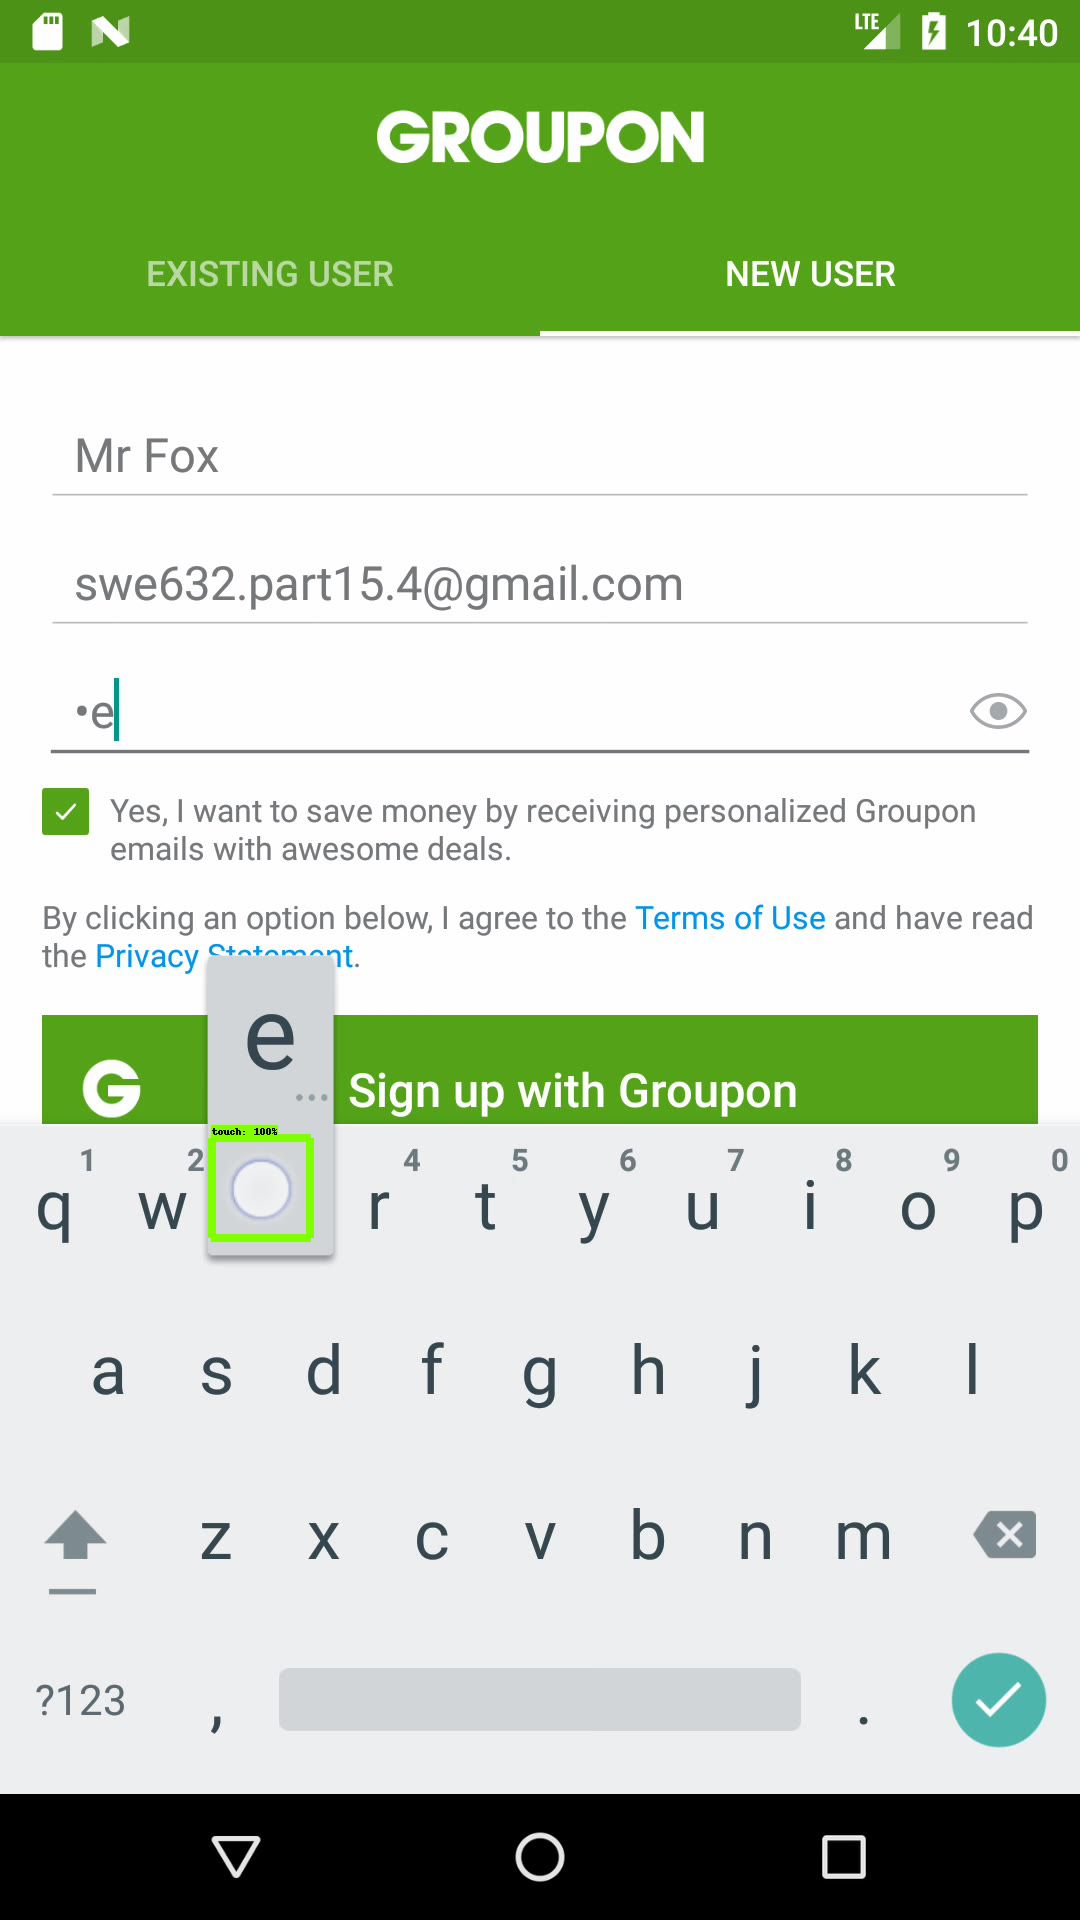 LTE 10:40
GROUPON
EXISTING USER NEW USER
Mr Fox
swe632.part15.4@gmail.com
•e
Yes, I want to save money by receiving personalized Groupon
emails with awesome deals.
By clicking an option below, I agree to the Terms of Use and have read
the Privacy Statement.
e
...
G Sign up with Groupon
touch: 100%
1 2 4 5 6 7 8 9 0
q w r t y u i o p
a s d f g h j k l
z x c v b n m
?123 , .